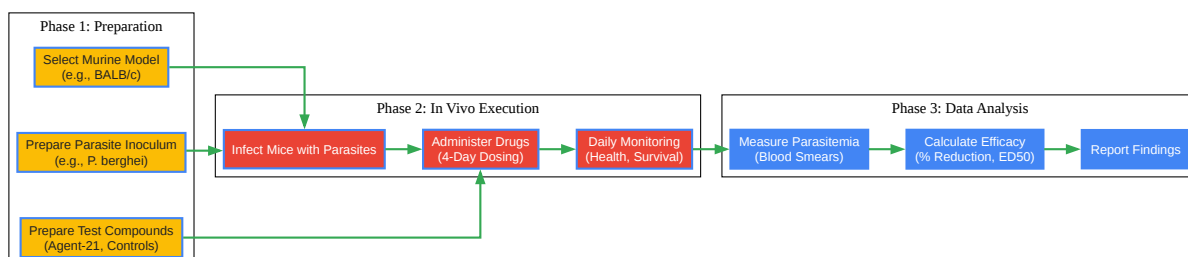 Phase 1: Preparation
Select Murine Model
(e.g., BALB/c)
Prepare Parasite Inoculum
(e.g., P. berghei)
Prepare Test Compounds
(Agent-21, Controls)
Phase 2: In Vivo Execution
Infect Mice with Parasites
Administer Drugs
(4-Day Dosing)
Daily Monitoring
(Health, Survival)
Phase 3: Data Analysis
Measure Parasitemia
(Blood Smears)
Calculate Efficacy
(% Reduction, ED50)
Report Findings